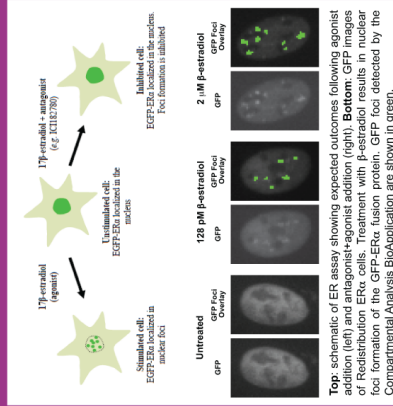 17β-estradiol
(agonist)
17β-estradiol + antagonist
(e.g. ICI182780)
Stimulated cell:
EGFP-ERα localized in
nuclear foci
Unstimulated cell:
EGFP-ERα localized in the
nucleus
Inhibited cell:
EGFP-ERα localized in the nucleus.
Foci formation is inhibited
Untreated
128 pM β-estradiol
2 µM β-estradiol
GFP
GFP Foci
Overlay
GFP
GFP Foci
Overlay
GFP
GFP Foci
Overlay
Top: schematic of ER assay showing expected outcomes following agonist
addition (left) and antagonist+agonist addition (right). Bottom: GFP images
of Redistribution ERα cells. Treatment with β-estradiol results in nuclear
foci formation of the GFP-ERα fusion protein. GFP foci detected by the
Compartmental Analysis BioApplication are shown in green.